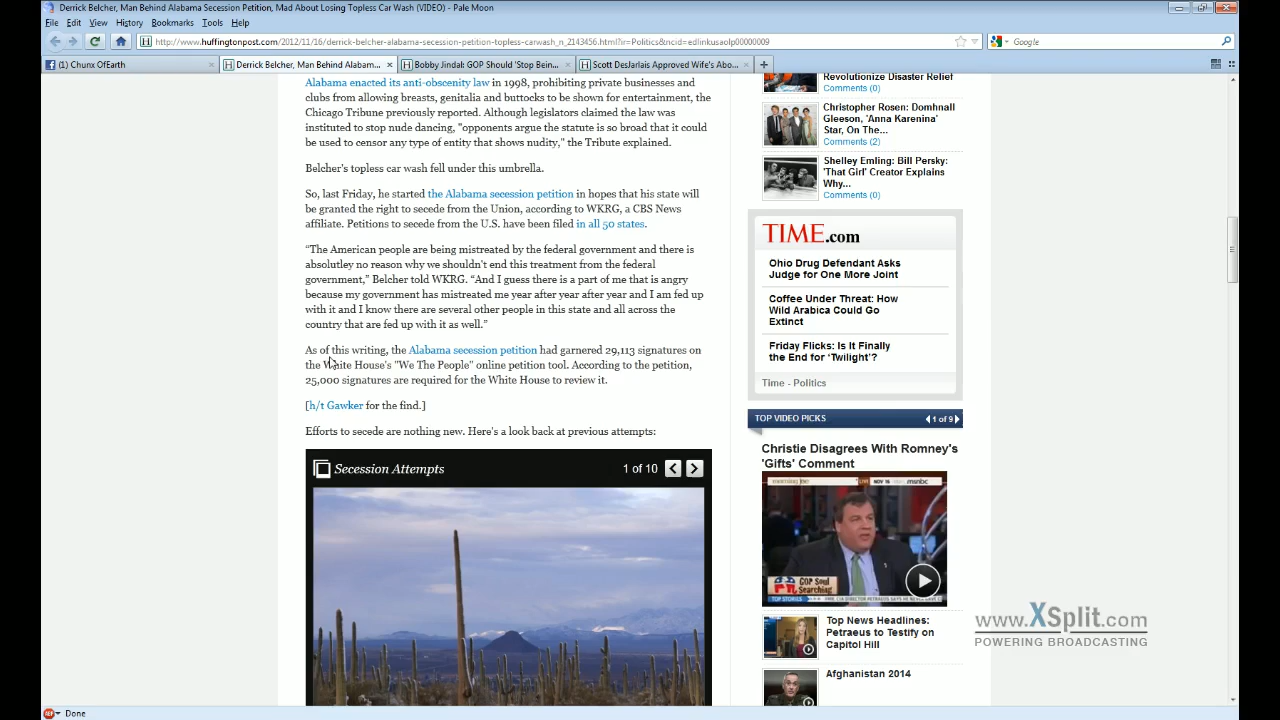 Derrick Belcher, Man Behind Alabama Secession Petition, Mad About Losing Topless Car Wash (VIDEO) - Pale Moon
File Edit View History Bookmarks Tools Help
http://www.huffingtonpost.com/2012/11/16/derrick-belcher-alabama-secession-petition-topless-carwash_n_2143456.html?ir=Politics&ncid=edlinkusaolp00000009
Google
(1) Chunx OfEarth
Derrick Belcher, Man Behind Alabam...
Bobby Jindal: GOP Should 'Stop Bein...
Scott DesJarlais Approved Wife's Abo...
Alabama enacted its anti-obscenity law in 1998, prohibiting private businesses and
clubs from allowing breasts, genitalia and buttocks to be shown for entertainment, the
Chicago Tribune previously reported. Although legislators claimed the law was
instituted to stop nude dancing, "opponents argue the statute is so broad that it could
be used to censor any type of entity that shows nudity," the Tribute explained.
Belcher's topless car wash fell under this umbrella.
So, last Friday, he started the Alabama secession petition in hopes that his state will
be granted the right to secede from the Union, according to WKRG, a CBS News
affiliate. Petitions to secede from the U.S. have been filed in all 50 states.
“The American people are being mistreated by the federal government and there is
absolutley no reason why we shouldn't end this treatment from the federal
government,” Belcher told WKRG. “And I guess there is a part of me that is angry
because my government has mistreated me year after year after year and I am fed up
with it and I know there are several other people in this state and all across the
country that are fed up with it as well.”
As of this writing, the Alabama secession petition had garnered 29,113 signatures on
the White House's "We The People" online petition tool. According to the petition,
25,000 signatures are required for the White House to review it.
[h/t Gawker for the find.]
Efforts to secede are nothing new. Here's a look back at previous attempts:
Secession Attempts
1 of 10
Revolutionize Disaster Relief
Comments (0)
Christopher Rosen: Domhnall
Gleeson, 'Anna Karenina'
Star, On The...
Comments (2)
Shelley Emling: Bill Persky:
'That Girl' Creator Explains
Why...
Comments (0)
TIME.com
Ohio Drug Defendant Asks
Judge for One More Joint
Coffee Under Threat: How
Wild Arabica Could Go
Extinct
Friday Flicks: Is It Finally
the End for ‘Twilight’?
Time - Politics
TOP VIDEO PICKS
1 of 9
Christie Disagrees With Romney's
'Gifts' Comment
NOV 15
msnbc
GOP Soul
Searching
TOP STORIES
Top News Headlines:
Petraeus to Testify on
Capitol Hill
Afghanistan 2014
www.XSplit.com
POWERING BROADCASTING
ABP
Done